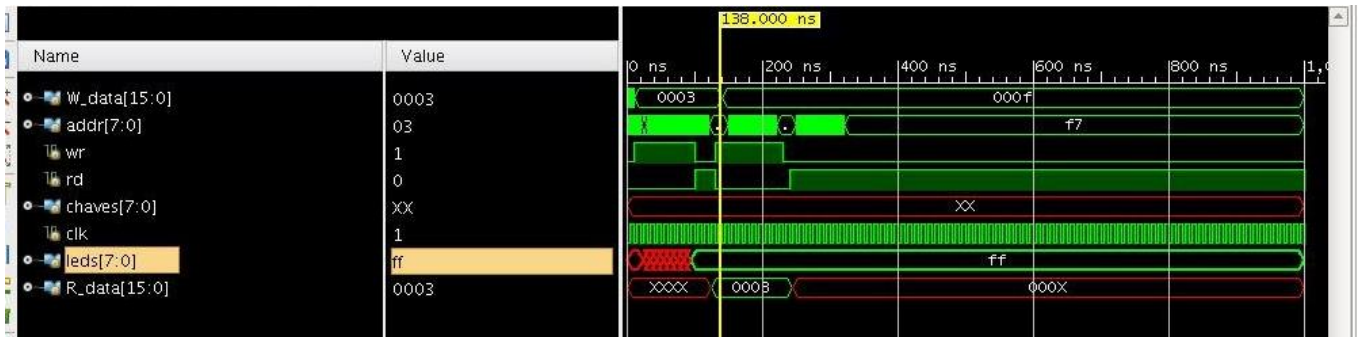 138.000 ns
Name Value
0 ns 200 ns 400 ns 600 ns 800 ns 1,0
W_data[15:0] 0003 0003 000f
addr[7:0] 03 X . . f7
wr 1
rd 0
chaves[7:0] XX XX
clk 1
leds[7:0] ff ff
R_data[15:0] 0003 XXXX 0003 000X